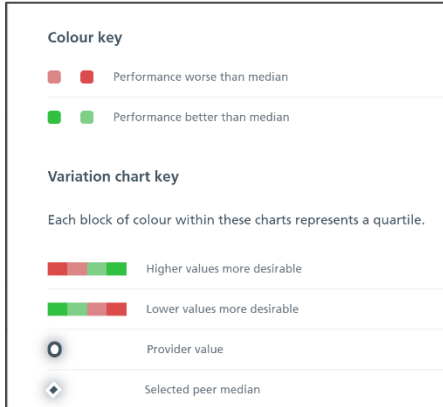 Colour key
Performance worse than median
Performance better than median
Variation chart key
Each block of colour within these charts represents a quartile.
Higher values more desirable
Lower values more desirable
Provider value
Selected peer median